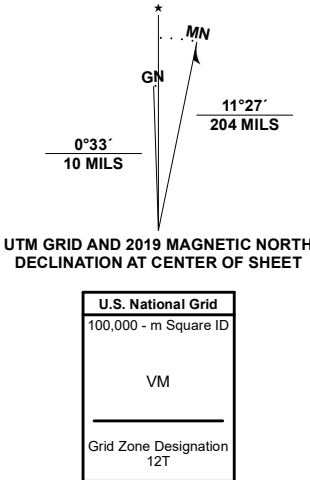 ★
MN
GN
11°27´
204 MILS
0°33´
10 MILS
UTM GRID AND 2019 MAGNETIC NORTH
DECLINATION AT CENTER OF SHEET
U.S. National Grid
100,000 - m Square ID
VM
Grid Zone Designation
12T